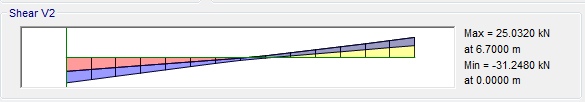 Shear V2
Max = 25.0320 kN
at 6.7000 m
Min = -31.2480 kN
at 0.0000 m